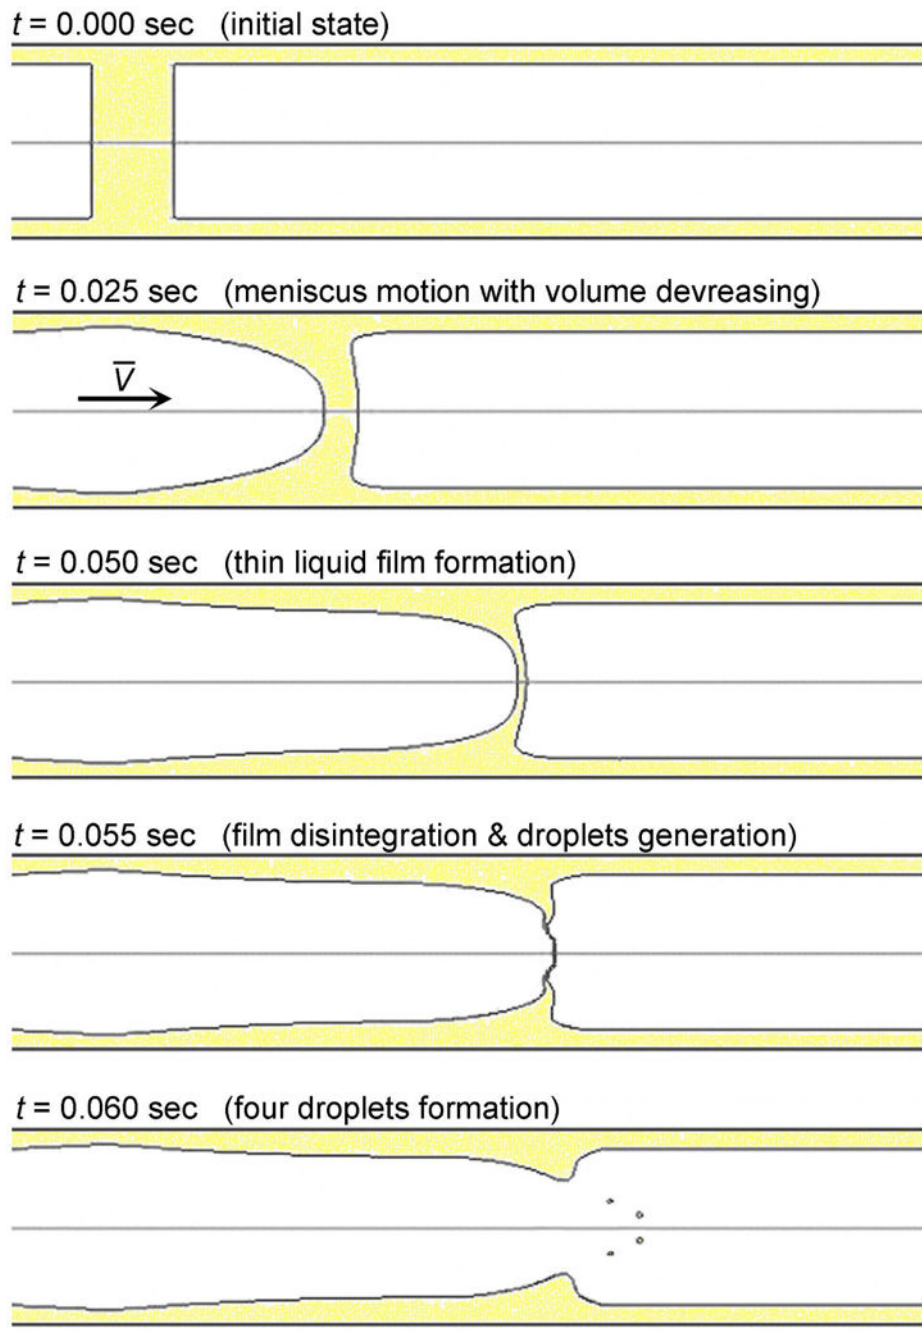 t = 0.000 sec (initial state)
t = 0.025 sec (meniscus motion with volume devreasing)
V̅
t = 0.050 sec (thin liquid film formation)
t = 0.055 sec (film disintegration & droplets generation)
t = 0.060 sec (four droplets formation)